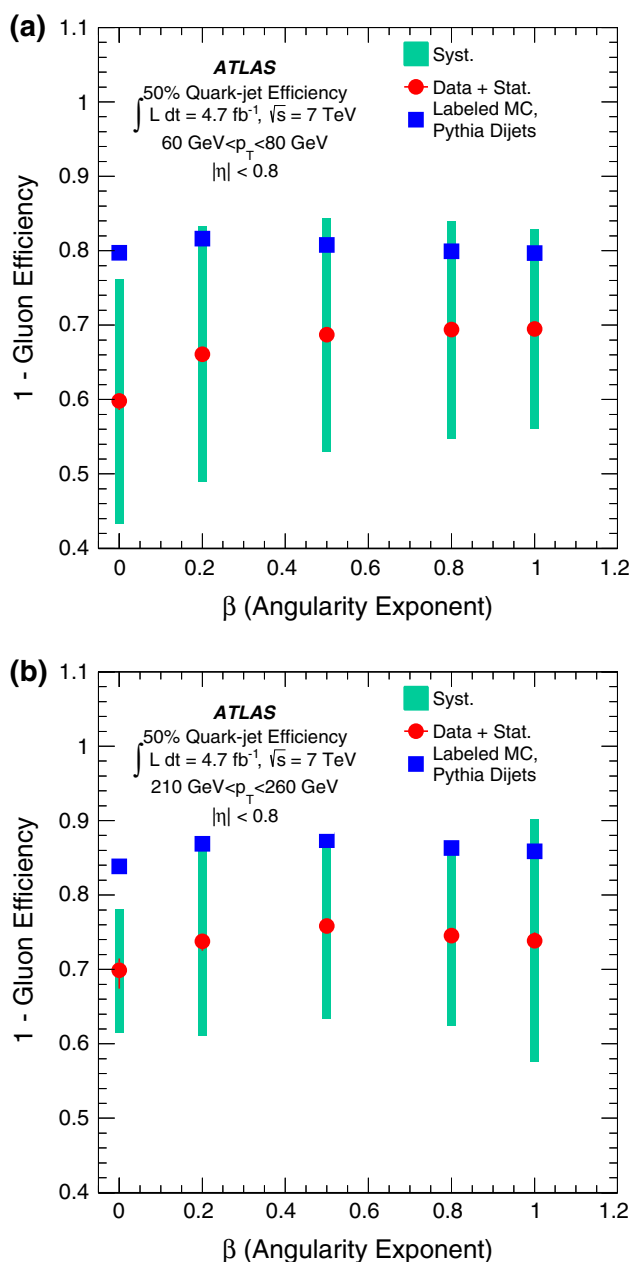 (a)
1.1
1
0.9
0.8
0.7
0.6
0.5
0.4
1 - Gluon Efficiency
ATLAS
50% Quark-jet Efficiency
∫ L dt = 4.7 fb⁻¹, √s = 7 TeV
60 GeV<p_T<80 GeV
|η| < 0.8
Syst.
Data + Stat.
Labeled MC,
Pythia Dijets
0 0.2 0.4 0.6 0.8 1 1.2
β (Angularity Exponent)
(b)
1.1
1
0.9
0.8
0.7
0.6
0.5
0.4
1 - Gluon Efficiency
ATLAS
50% Quark-jet Efficiency
∫ L dt = 4.7 fb⁻¹, √s = 7 TeV
210 GeV<p_T<260 GeV
|η| < 0.8
Syst.
Data + Stat.
Labeled MC,
Pythia Dijets
0 0.2 0.4 0.6 0.8 1 1.2
β (Angularity Exponent)